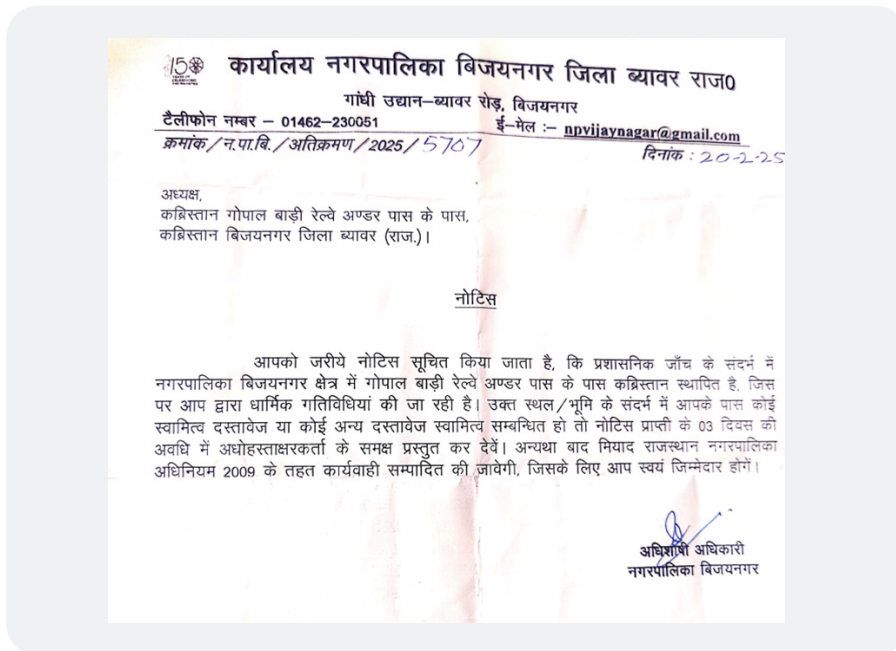 150
कार्यालय नगरपालिका बिजयनगर जिला ब्यावर राज0
गांधी उद्यान–ब्यावर रोड़, बिजयनगर
टैलीफोन नम्बर – 01462–230051 ई–मेल :– npvijaynagar@gmail.com
क्रमांक/न.पा.बि./अतिक्रमण/2025/5707 दिनांक : 20-2-25
अध्यक्ष,
कब्रिस्तान गोपाल बाड़ी रेल्वे अण्डर पास के पास,
कब्रिस्तान बिजयनगर जिला ब्यावर (राज.)।
नोटिस
आपको जरीये नोटिस सूचित किया जाता है, कि प्रशासनिक जाँच के संदर्भ में
नगरपालिका बिजयनगर क्षेत्र में गोपाल बाड़ी रेल्वे अण्डर पास के पास कब्रिस्तान स्थापित है, जिस
पर आप द्वारा धार्मिक गतिविधियां की जा रही है। उक्त स्थल/भूमि के संदर्भ में आपके पास कोई
स्वामित्व दस्तावेज या कोई अन्य दस्तावेज स्वामित्व सम्बन्धित हो तो नोटिस प्राप्ती के 03 दिवस की
अवधि में अधोहस्ताक्षरकर्ता के समक्ष प्रस्तुत कर देवें। अन्यथा बाद मियाद राजस्थान नगरपालिका
अधिनियम 2009 के तहत कार्यवाही सम्पादित की जावेगी, जिसके लिए आप स्वयं जिम्मेदार होगें।
अधिशाषी अधिकारी
नगरपालिका बिजयनगर